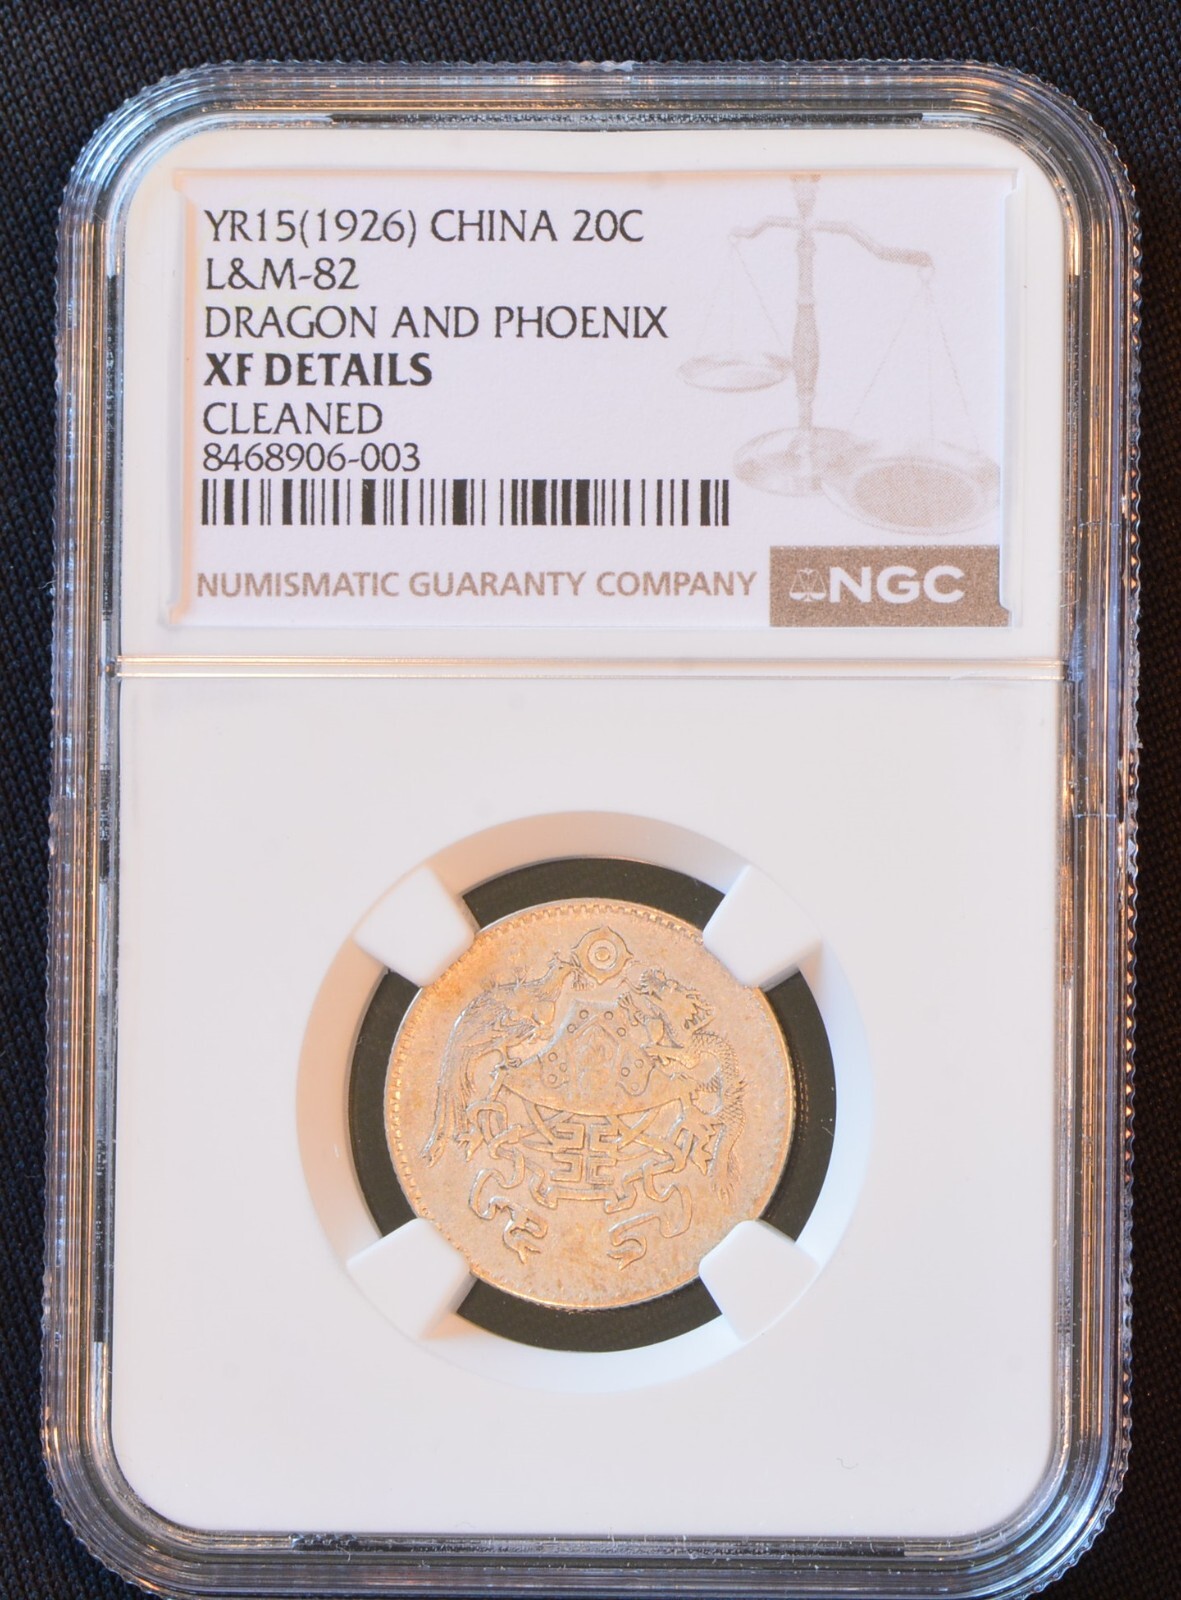 YR15(1926) CHINA 20C
L&M-82
DRAGON AND PHOENIX
XF DETAILS
CLEANED
8468906-003
NUMISMATIC GUARANTY COMPANY
NGC